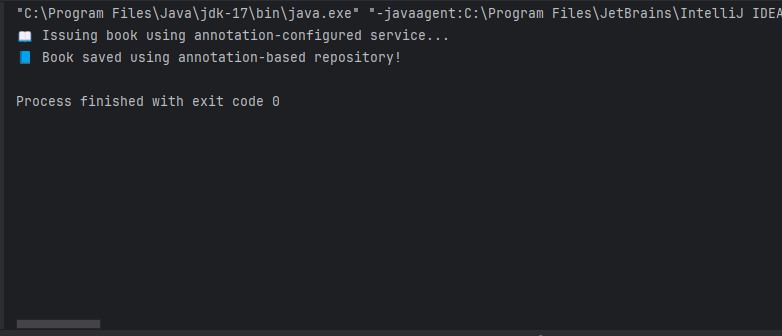 "C:\Program Files\Java\jdk-17\bin\java.exe" "-javaagent:C:\Program Files\JetBrains\IntelliJ IDEA
📖 Issuing book using annotation-configured service...
📘 Book saved using annotation-based repository!
Process finished with exit code 0